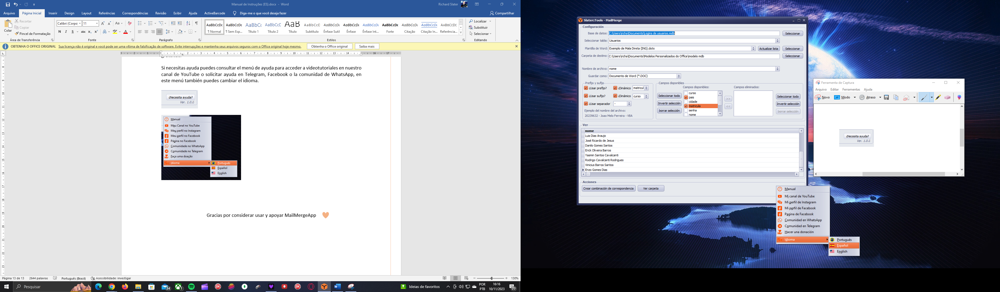 Manual de Instruções (ES).docx - Word
Richard Slater
Arquivo Página Inicial Inserir Design Layout Referências Correspondências Revisão Exibir Ajuda ActiveBarcode Diga-me o que você deseja fazer Compartilhar
Colar
Recortar
Copiar
Pincel de Formatação
Área de Transferência
Calibri (Corpo 11
N I S abc x₂ x²
Fonte
Parágrafo
AaBbCcDc AaBbCcDc AaBbCc AaBbCcD AaB AaBbCcD AaBbCcDc AaBbCcDc AaBbCcDc AaBbCcDc AaBbCcDc AaBbCcDc AaBbCcDc
¶ Normal ¶ Sem Esp... Título 1 Título 2 Título Subtítulo Ênfase Sutil Ênfase Ênfase Int... Forte Citação Citação In... Referência...
Estilos
Localizar
Substituir
Selecionar
Editando
OBTENHA O OFFICE ORIGINAL Sua licença não é original e você pode ser uma vítima de falsificação de software. Evite interrupções e mantenha seus arquivos seguros com o Office original hoje mesmo. Obtenha o Office original Saiba mais
Si necesitas ayuda puedes consultar el menú de ayuda para acceder a videotutoriales en nuestro
canal de YouTube o solicitar ayuda en Telegram, Facebook o la comunidad de WhatsApp, en
este menú también puedes cambiar el idioma.
¿Necesita ayuda?
Ver. 1.0.0
Manual
Meu Canal no YouTube
Meu perfil no Instagram
Meu perfil no Facebook
Página no Facebook
Comunidade no WhatsApp
Comunidade no Telegram
Faça uma doação
Idioma
Português
Español
English
Gracias por considerar usar y apoyar MailMergeApp
Página 13 de 13 2644 palavras Português (Brasil) Acessibilidade: investigar 130%
Pesquisar
24
1
Ideias de favoritos
POR
PTB
16:16
10/11/2023
20
Slater::Tools - MailMerge
Configuración
Base de datos: C:\Users\richa\Documents\Logins de usuarios.mdb Seleccionar
Seleccionar tabla: Usuarios
Plantilla de Word: Exemplo de Mala Direta (ING).dotx Actualizar lista Seleccionar
Carpeta de destino: C:\Users\richa\Documents\Modelos Personalizados do Office\modelo mdb Seleccionar
Nombre de archivo: nome
Guardar como: Documento de Word (*.DOC)
Prefijo y sufijo
¿Usar prefijo? ¿Dinámico matricul
¿Usar sufijo? ¿Dinámico curso
¿Usar separador -
Ejemplo del nombre del archivo:
20239632 - Joao Melo Ferreira - VBA
Campos disponibles
Campos disponibles: Campos eliminados:
Seleccionar todo
Invertir selección
borrar selección
curso
pais
cidade
matricula
senha
nome
>>
<<
Seleccionar todo
Invertir selección
borrar selección
Ver
nome
Luis Dias Araujo
José Ricardo de Jesus
Danilo Gomes Santos
Erick Oliveira Barros
Yasmin Santos Cavalcanti
Rodrigo Cavalcanti Rodrigues
Vinicius Barros Santos
Enzo Gomes Dias
Acciones
Crear combinación de correspondencia Ver carpeta
Manual
Mi canal de YouTube
Mi perfil de Instagram
Mi perfil de Facebook
Pagina de Facebook
Comunidad en WhatsApp
Comunidad en Telegram
Hacer una donación
Idioma
Português
Español
English
Ferramenta de Captura
Arquivo Editar Ferramentas Ajuda
Novo Modo Atraso
¿Necesita ayuda?
Ver. 1.0.0